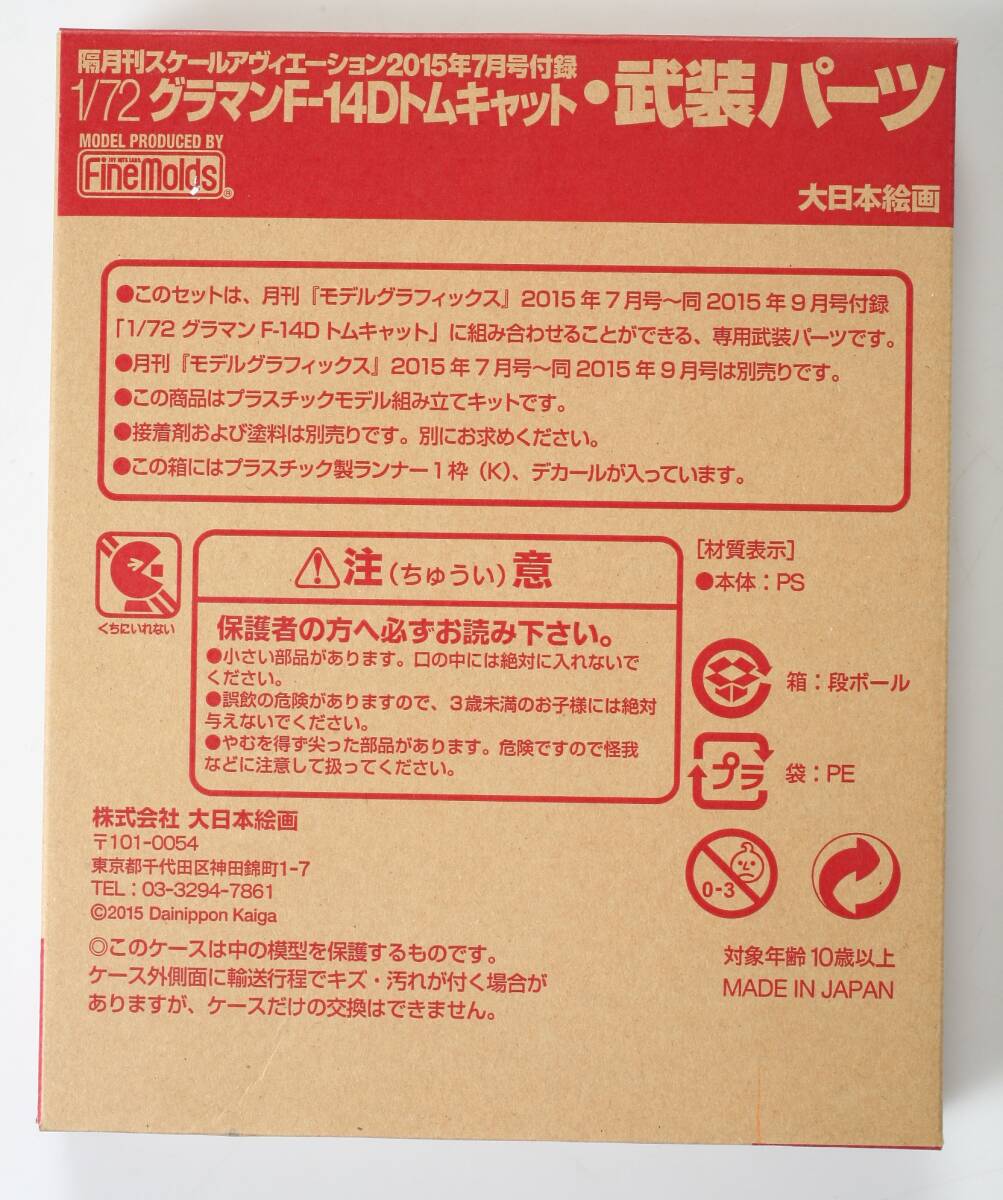 隔月刊スケールアヴィエーション2015年7月号付録
1/72 グラマンF-14Dトムキャット・武装パーツ
MODEL PRODUCED BY
FineMolds®
大日本絵画
●このセットは、月刊『モデルグラフィックス』2015年7月号〜同2015年9月号付録
「1/72 グラマン F-14D トムキャット」に組み合わせることができる、専用武装パーツです。
●月刊『モデルグラフィックス』2015年7月号〜同2015年9月号は別売りです。
●この商品はプラスチックモデル組み立てキットです。
●接着剤および塗料は別売りです。別にお求めください。
●この箱にはプラスチック製ランナー1枠(K)、デカールが入っています。
くちにいれない
注(ちゅうい)意
保護者の方へ必ずお読み下さい。
●小さい部品があります。口の中には絶対に入れないで
ください。
●誤飲の危険がありますので、3歳未満のお子様には絶対
与えないでください。
●やむを得ず尖った部品があります。危険ですので怪我
などに注意して扱ってください。
[材質表示]
●本体：PS
箱：段ボール
プラ
袋：PE
0-3
株式会社 大日本絵画
〒101-0054
東京都千代田区神田錦町1-7
TEL：03-3294-7861
©2015 Dainippon Kaiga
◎このケースは中の模型を保護するものです。
ケース外側面に輸送行程でキズ・汚れが付く場合が
ありますが、ケースだけの交換はできません。
対象年齢10歳以上
MADE IN JAPAN